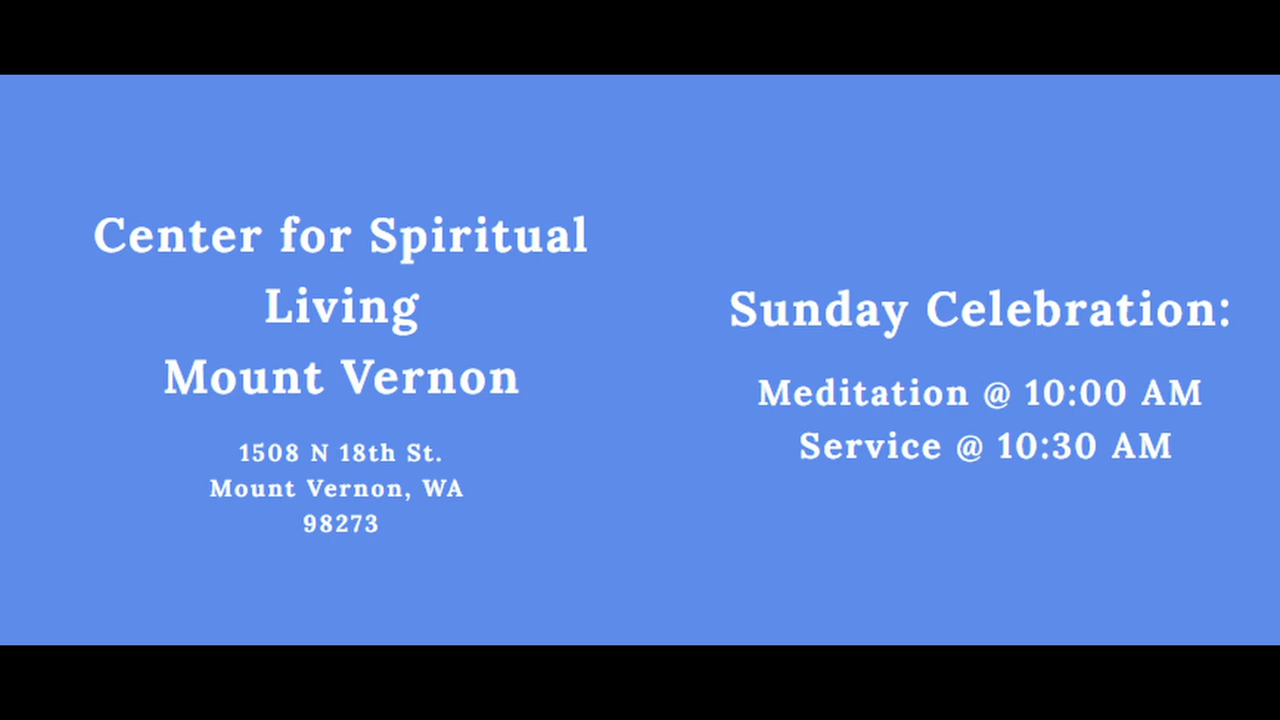 Center for Spiritual
Living
Mount Vernon
1508 N 18th St.
Mount Vernon, WA
98273
Sunday Celebration:
Meditation @ 10:00 AM
Service @ 10:30 AM